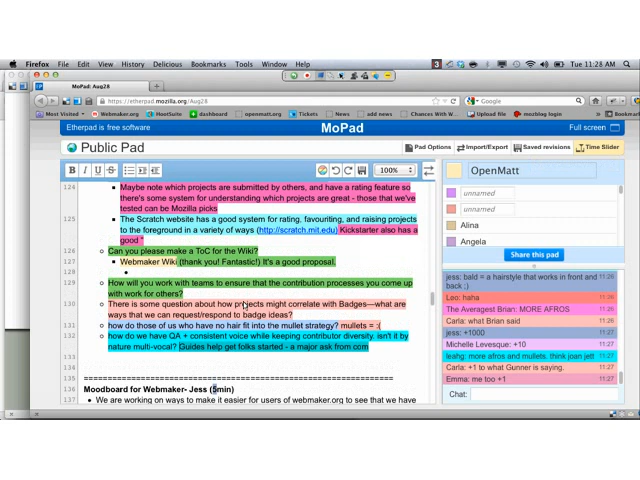 Firefox File Edit View History Delicious Bookmarks Tools Window Help 3 Tue 11:28 AM
MoPad: Aug28
https://etherpad.mozilla.org/Aug28 Google
Most Visited Webmaker.org HootSuite dashboard openmatt.org Tickets News add news Chances With W... Upload file mozblog login Bookmarks
Etherpad is free software MoPad Full screen
Public Pad Pad Options Import/Export Saved revisions Time Slider
B I U S 100% OpenMatt
124 Maybe note which projects are submitted by others, and have a rating feature so
there's some for understanding which projects are great - those that we've
tested can be Mozilla picks
125 The Scratch website has a good system for rating, favouriting, and raising projects
to the foreground in a variety of ways (http://scratch.mit.edu) Kickstarter also has a
good "
126 Can you please make a ToC for the Wiki?
127 Webmaker Wiki (thank you! Fantastic!) It's a good proposal.
128
129 How will you work with teams to ensure that the contribution processes you come up
with work for others?
130 There is some question about how projects might correlate with Badges—what are
ways that we can request/respond to badge ideas?
131 how do those of us who have no hair fit into the mullet strategy? mullets = :(
132 how do we have QA + consistent voice while keeping crowd diversity. isn't it by
nature multi-vocal? Guides help get folks started - a major ask from com
133
134
135 ================================================================
136 Moodboard for Webmaker- Jess (5min)
137 We are working on ways to make it easier for users of webmaker.org to see that we have
unnamed
unnamed
Alina
Angela
Share this pad
jess: bald = a hairstyle that works in front and 11:26
back ;)
Leo: haha 11:26
The Averagest Brian: MORE AFROS 11:26
Carla: what Brian said 11:26
jess: +1000 11:27
Michelle Levesque: +10 11:27
leahg: more afros and mullets. think joan jett 11:27
Carla: +1 to what Gunner is saying. 11:27
Emma: me too +1 11:27
Chat: